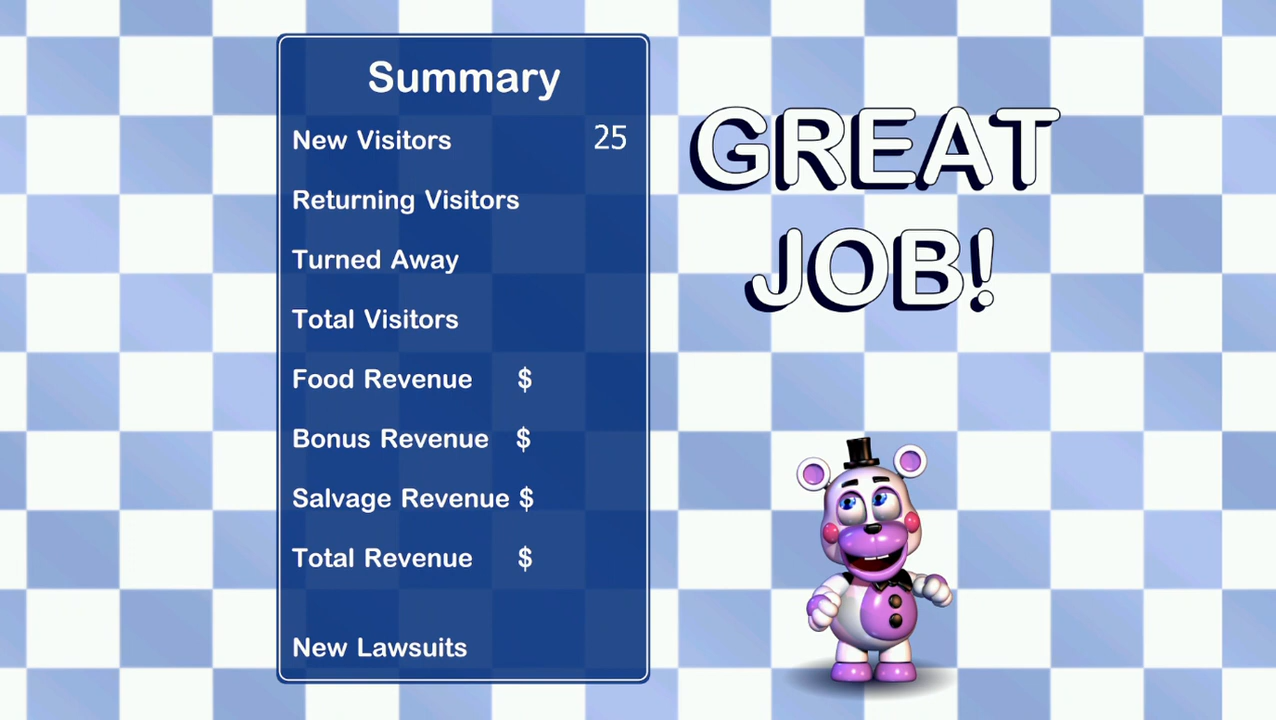 Summary
New Visitors 25
Returning Visitors
Turned Away
Total Visitors
Food Revenue $
Bonus Revenue $
Salvage Revenue $
Total Revenue $
New Lawsuits
GREAT
JOB!